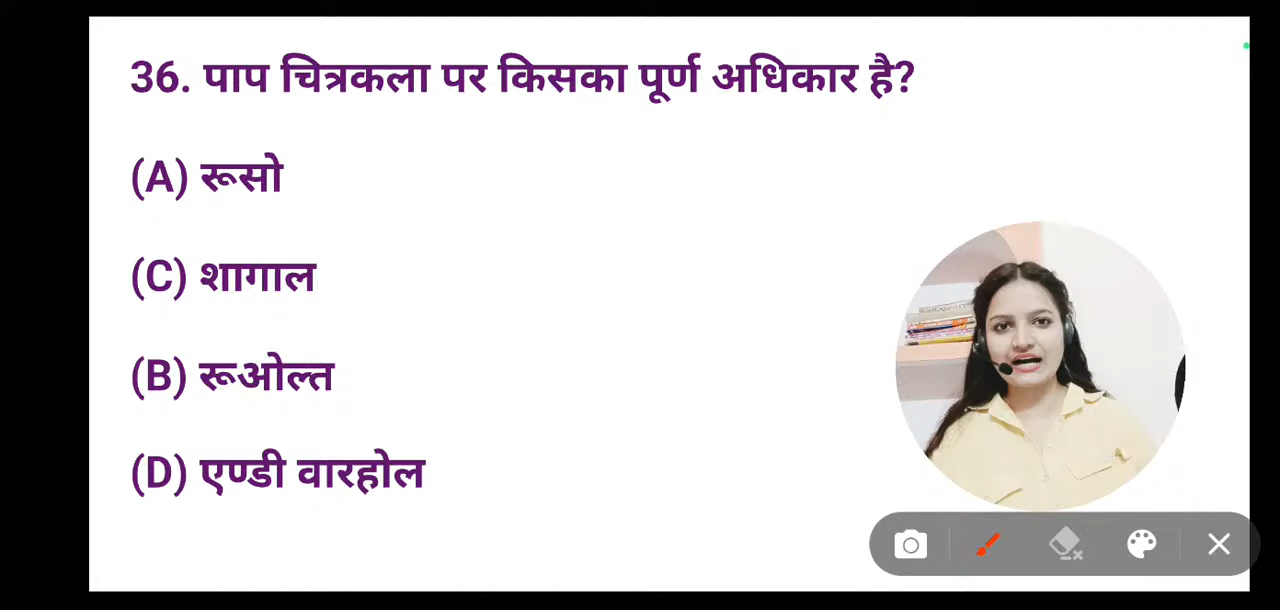 36. पाप चित्रकला पर किसका पूर्ण अधिकार है?
(A) रूसो
(C) शागाल
(B) रूओल्त
(D) एण्डी वारहोल